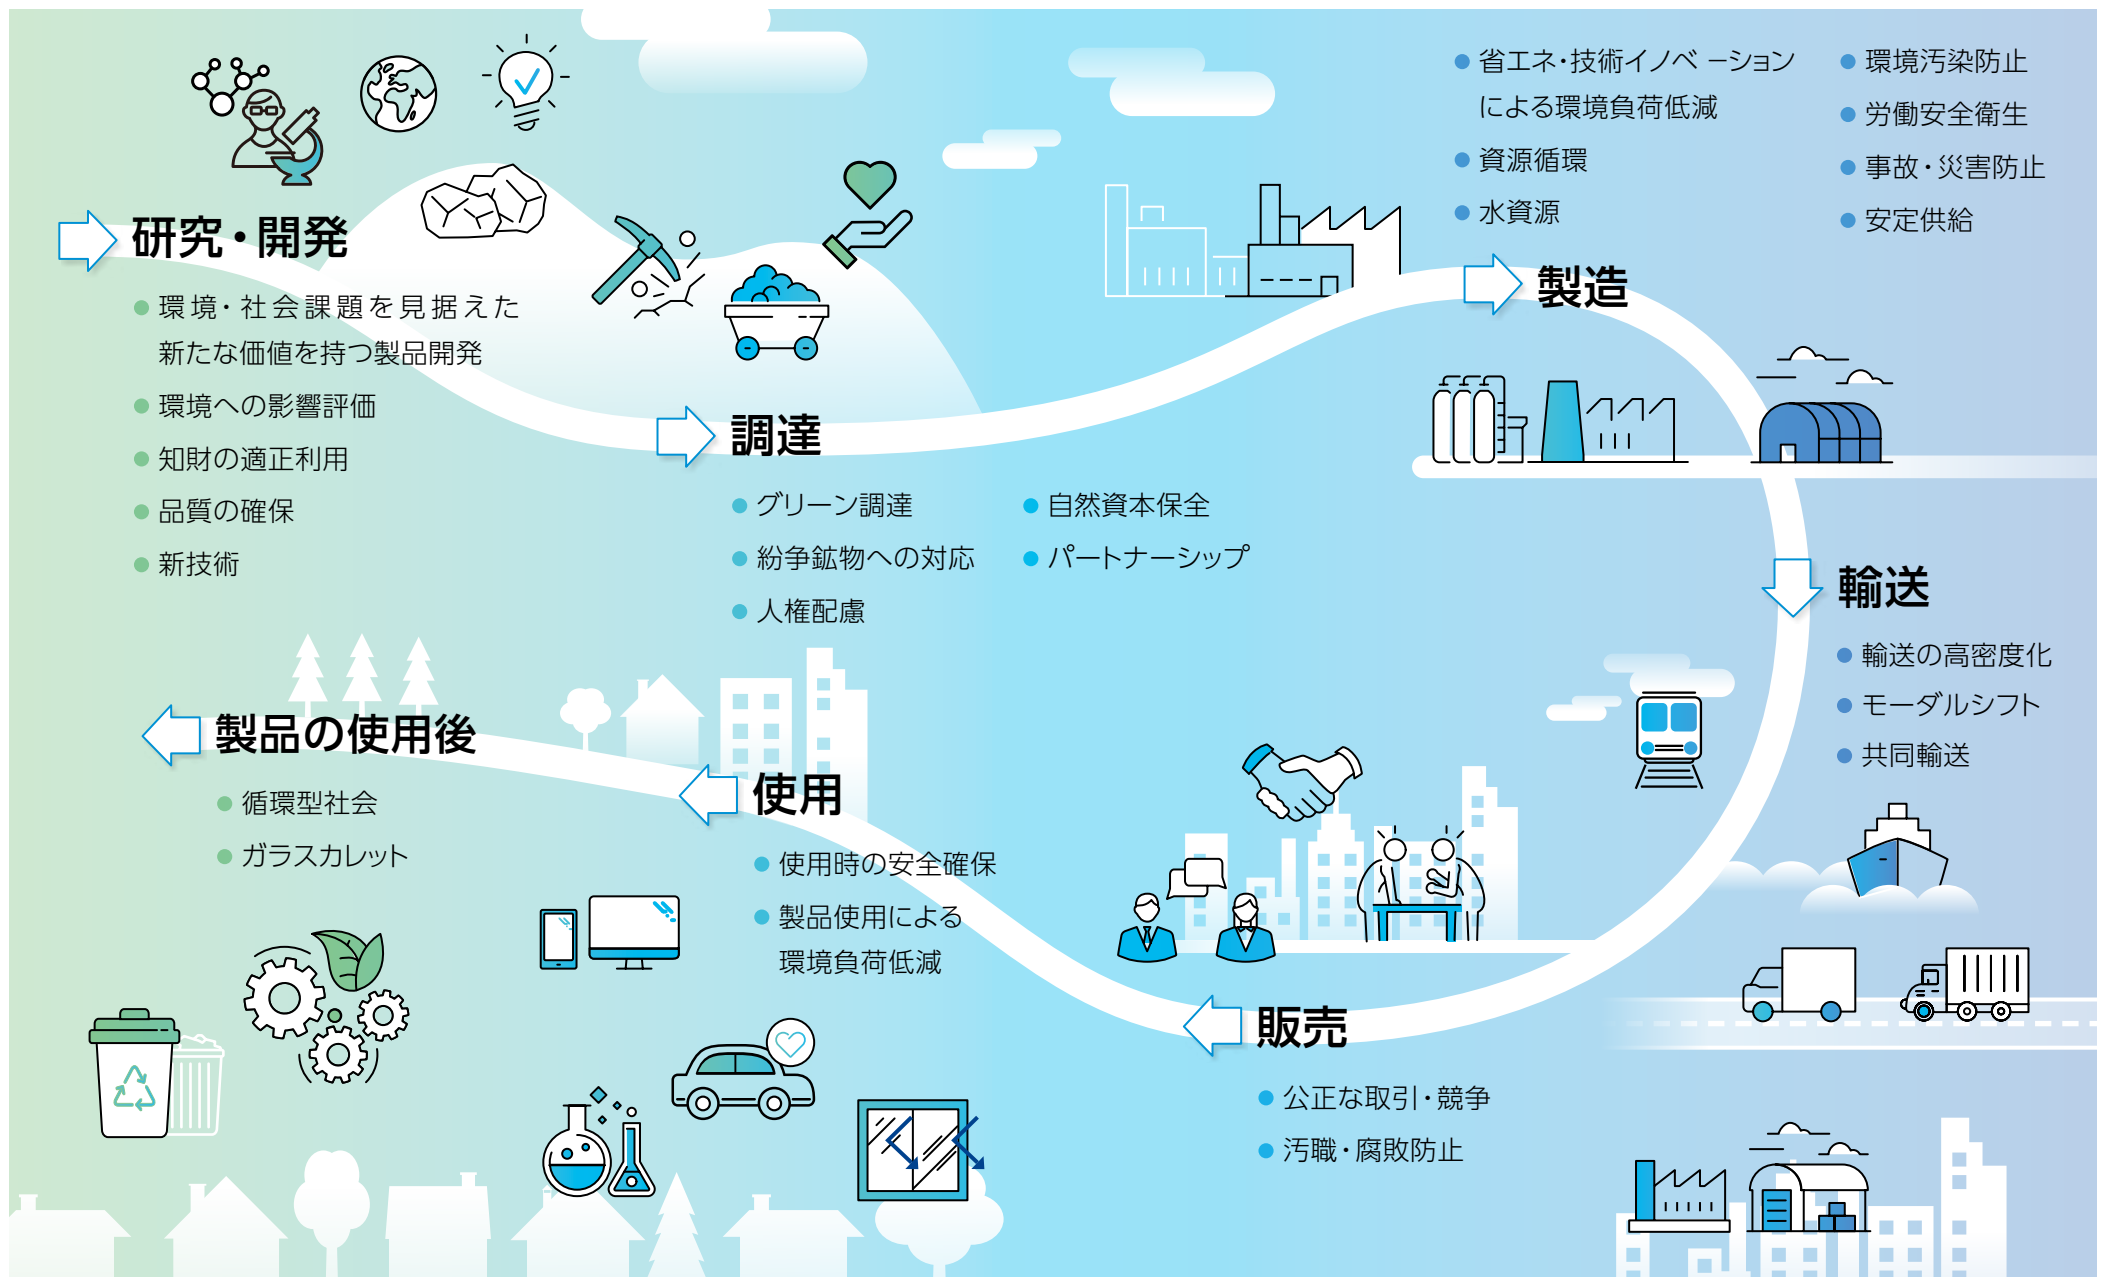 研究・開発
環境・社会課題を見据えた
新たな価値を持つ製品開発
環境への影響評価
知財の適正利用
品質の確保
新技術
調達
グリーン調達
紛争鉱物への対応
人権配慮
自然資本保全
パートナーシップ
省エネ・技術イノベーション
による環境負荷低減
資源循環
水資源
環境汚染防止
労働安全衛生
事故・災害防止
安定供給
製造
輸送
輸送の高密度化
モーダルシフト
共同輸送
販売
公正な取引・競争
汚職・腐敗防止
使用
使用時の安全確保
製品使用による
環境負荷低減
製品の使用後
循環型社会
ガラスカレット